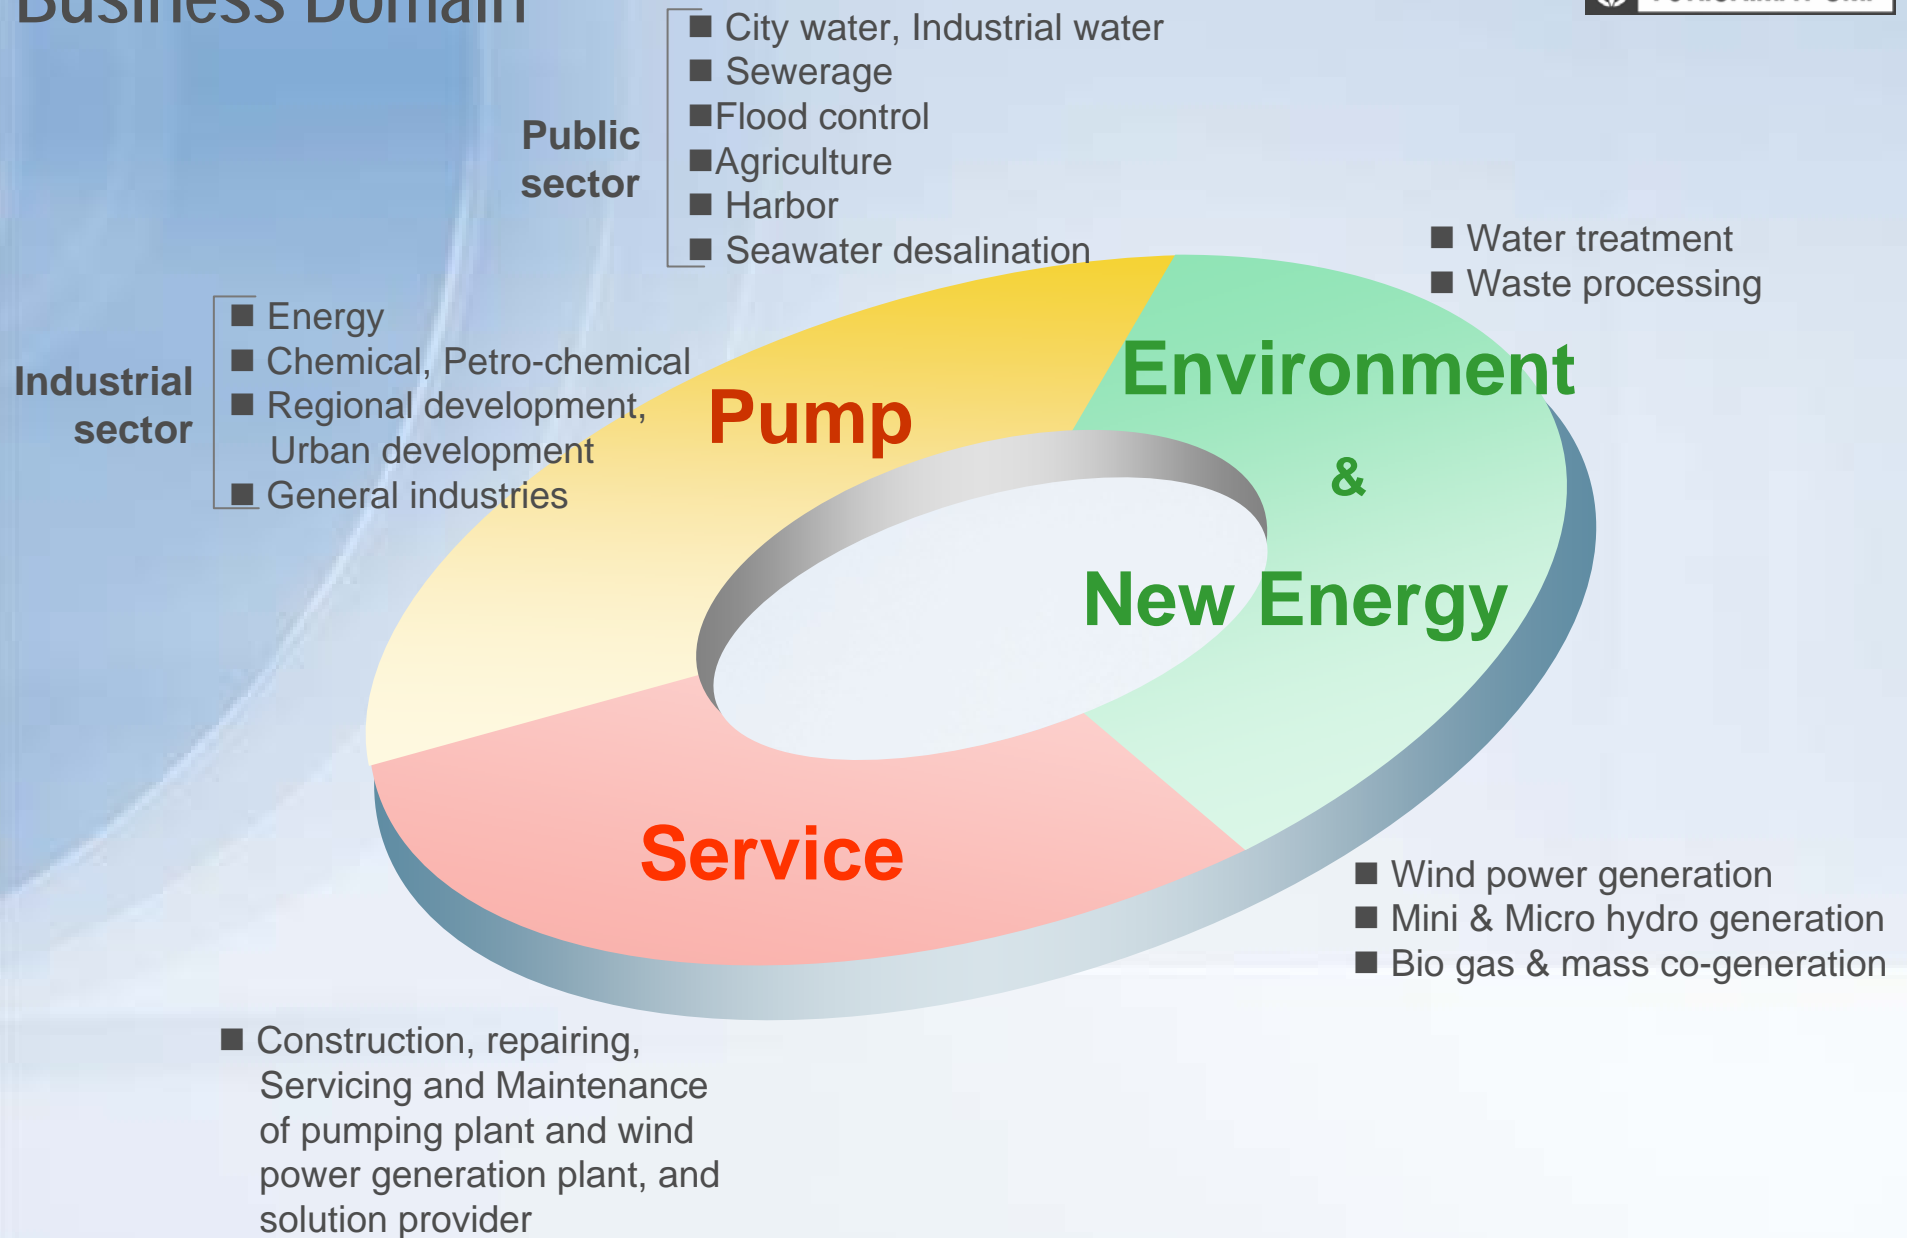 Business Domain
Public
sector
■ City water, Industrial water
■ Sewerage
■Flood control
■Agriculture
■ Harbor
■ Seawater desalination
Industrial
sector
■ Energy
■ Chemical, Petro-chemical
■ Regional development,
Urban development
■ General industries
■ Water treatment
■ Waste processing
Pump
Environment
&
New Energy
Service
■ Wind power generation
■ Mini & Micro hydro generation
■ Bio gas & mass co-generation
■ Construction, repairing,
Servicing and Maintenance
of pumping plant and wind
power generation plant, and
solution provider